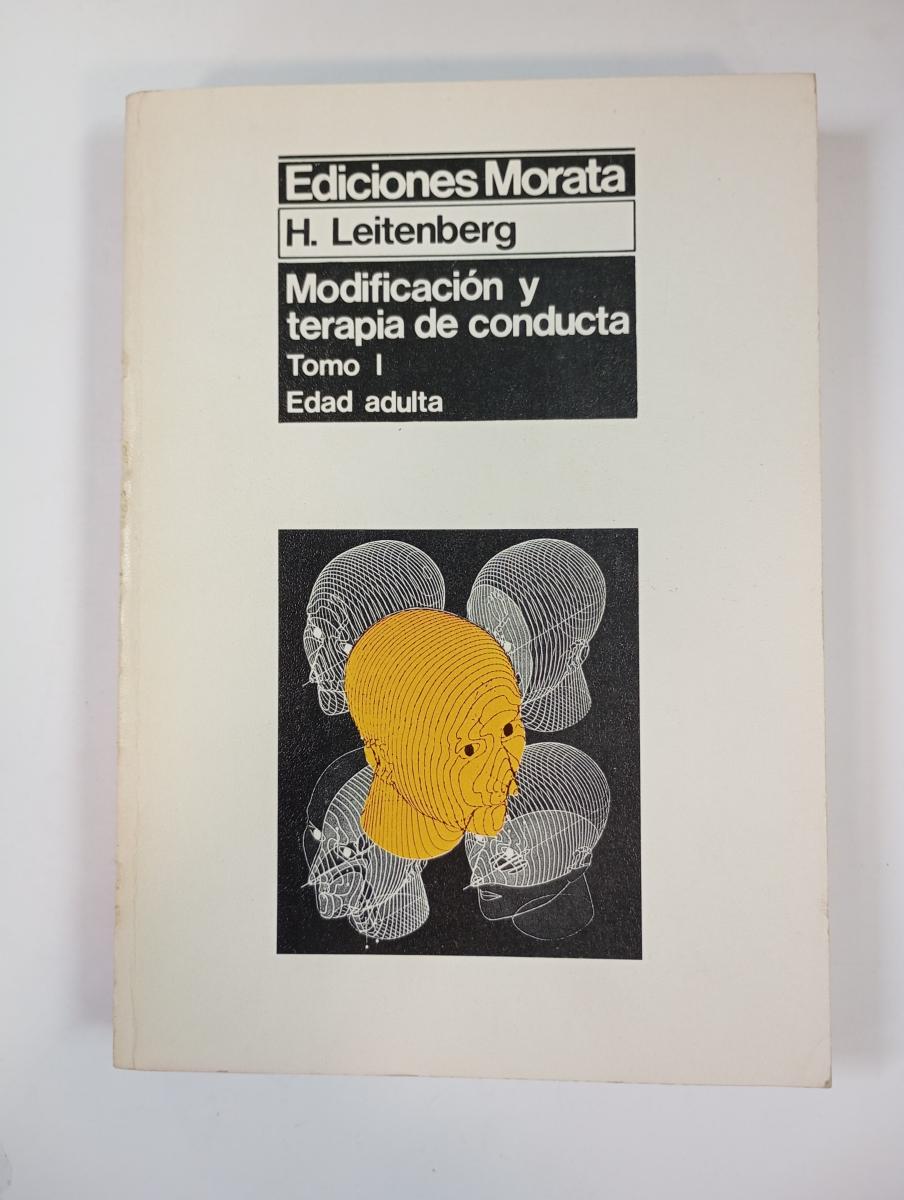 Ediciones Morata
H. Leitenberg
Modificación y
terapia de conducta
Tomo I
Edad adulta